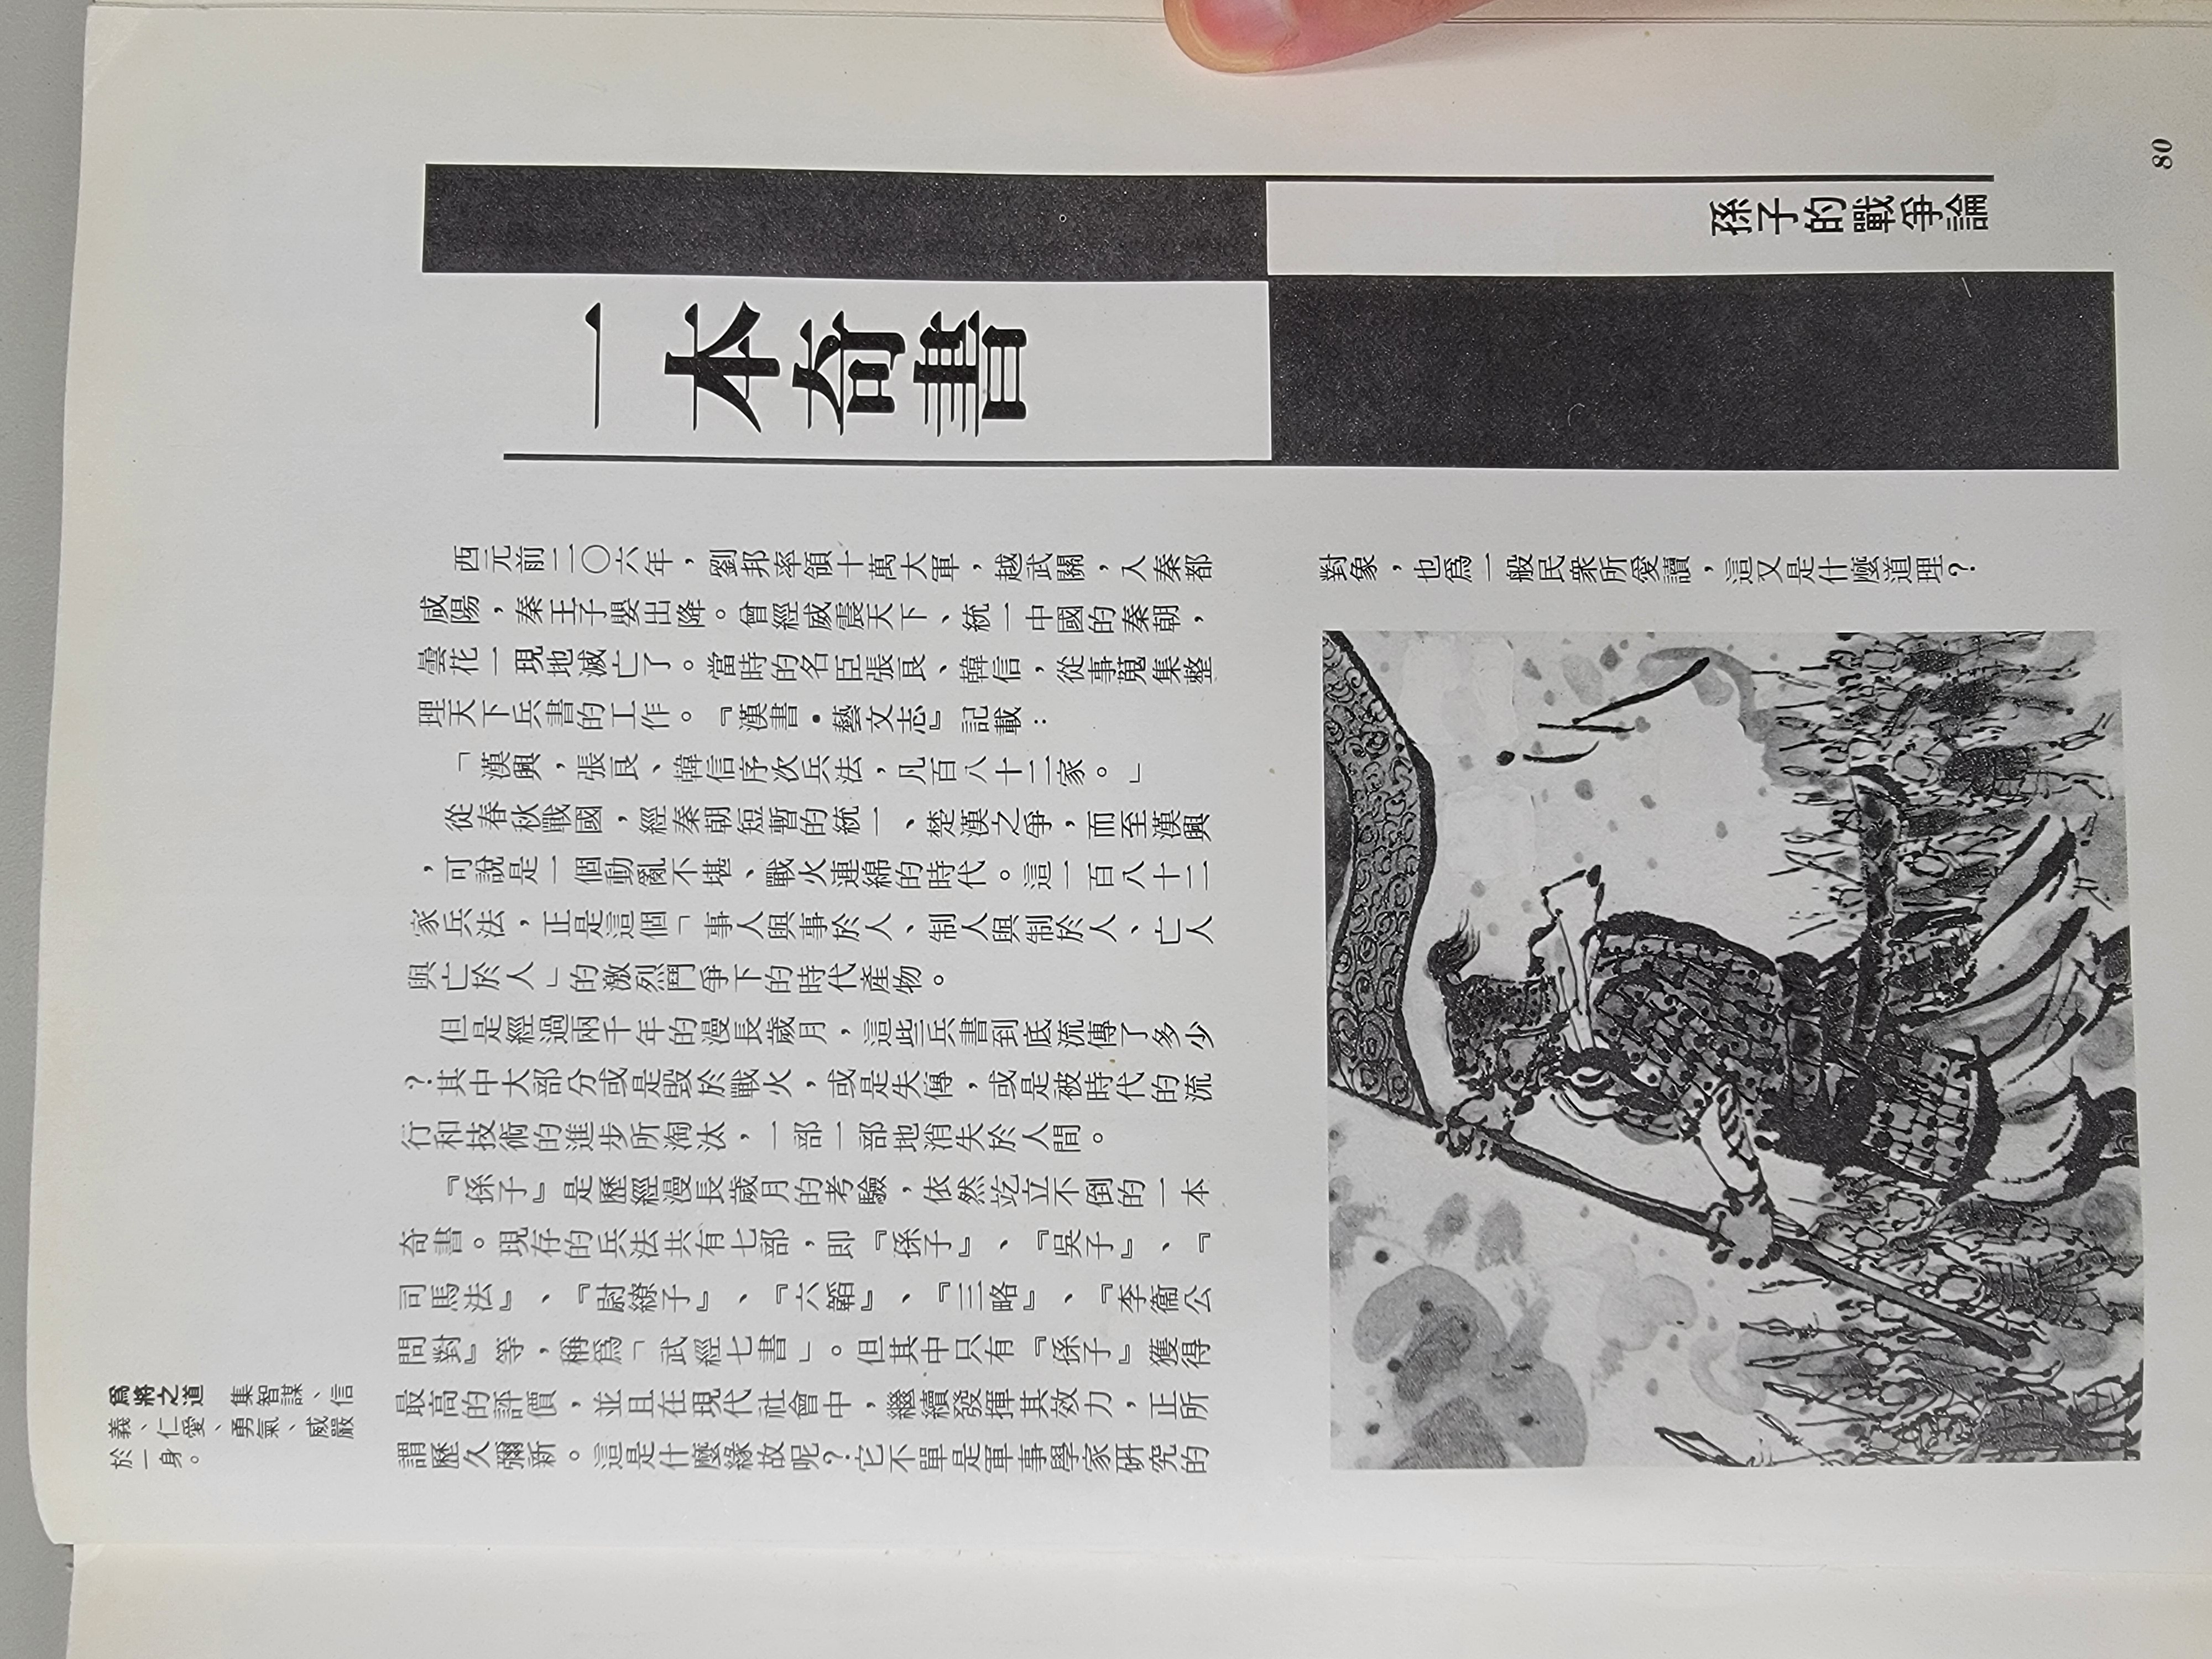 孫子的戰爭論
一本奇書
西元前二〇六年，劉邦率領十萬大軍，越武關，入秦都
咸陽，秦王子嬰出降。曾經威震天下、統一中國的秦朝，
曇花一現地滅亡了。當時的名臣張良、韓信，從事蒐集整
理天下兵書的工作。『漢書・藝文志』記載：
「漢興，張良、韓信序次兵法，凡百八十二家。」
從春秋戰國，經秦朝短暫的統一、楚漢之爭，而至漢興
，可說是一個動亂不堪、戰火連綿的時代。這一百八十二
家兵法，正是這個「事人與事於人、制人與制於人、亡人
與亡於人」的激烈鬥爭下的時代產物。
但是經過兩千年的漫長歲月，這些兵書到底流傳了多少
？其中大部分或是毀於戰火，或是失傳，或是被時代的流
行和技術的進步所淘汰，一部一部地消失於人間。
『孫子』是歷經漫長歲月的考驗，依然屹立不倒的一本
奇書。現存的兵法共有七部，即『孫子』、『吳子』、『
司馬法』、『尉繚子』、『六韜』、『三略』、『李衞公
問對』等，稱爲「武經七書」。但其中只有『孫子』獲得
最高的評價，並且在現代社會中，繼續發揮其效力，正所
謂歷久彌新。這是什麼緣故呢？它不單是軍事學家硏究的
對象，也爲一般民衆所愛讀，這又是什麼道理？
爲將之道　集智謀、信
義、仁愛、勇氣、威嚴
於一身。
80